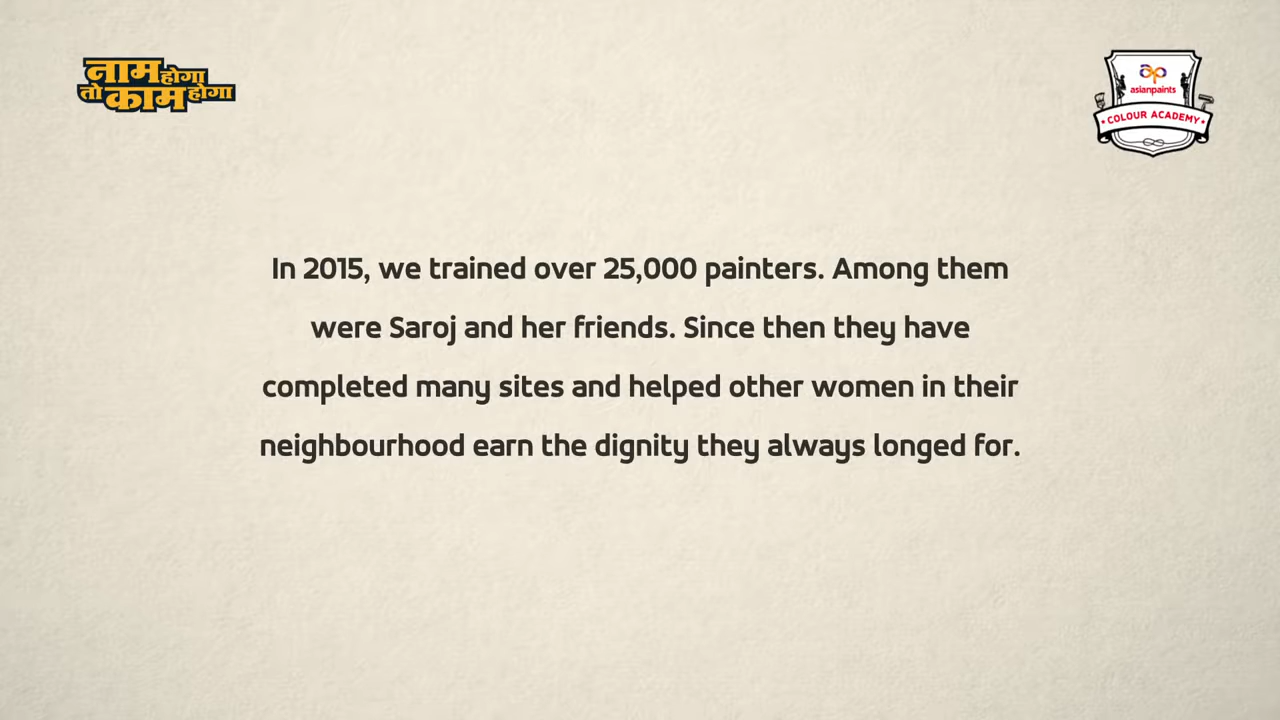 नाम होगा
तो काम होगा
ap
asianpaints
• COLOUR ACADEMY •
In 2015, we trained over 25,000 painters. Among them
were Saroj and her friends. Since then they have
completed many sites and helped other women in their
neighbourhood earn the dignity they always longed for.